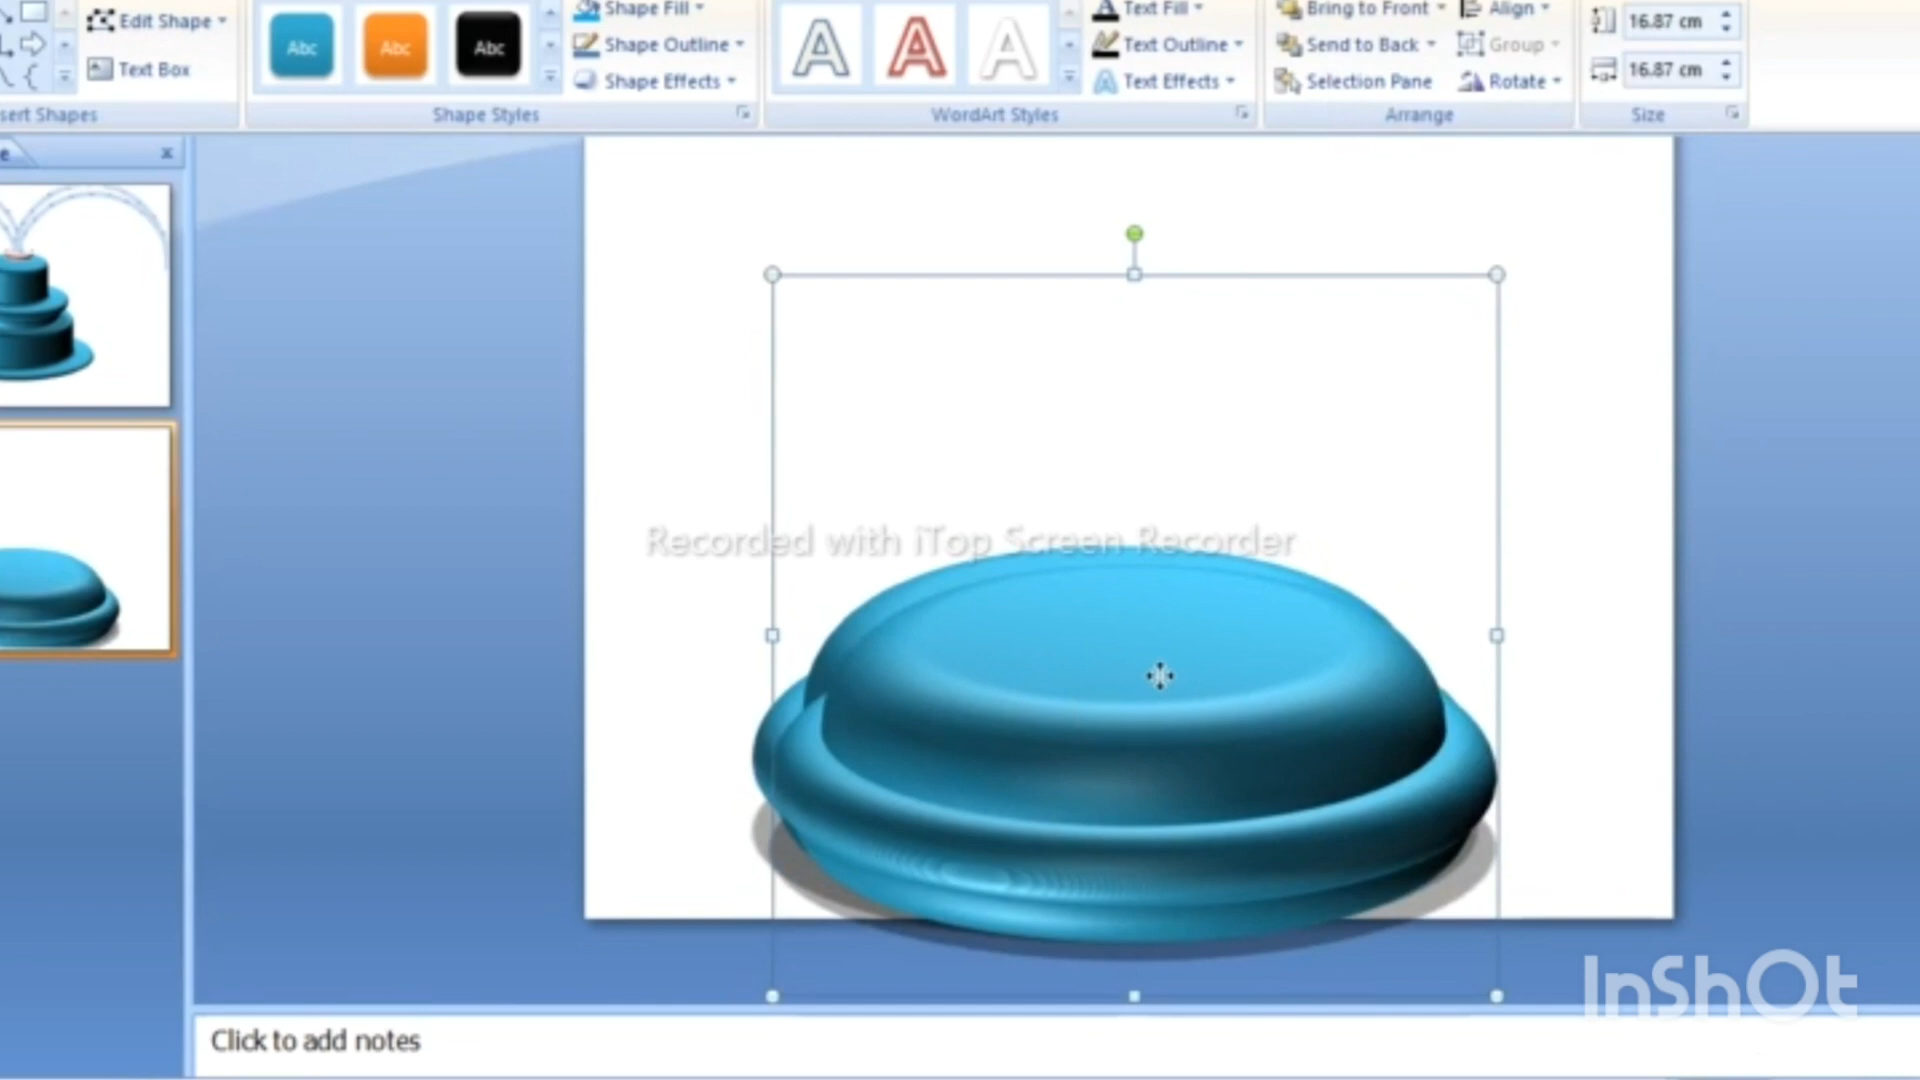 Edit Shape
Text Box
sert Shapes
Abc
Abc
Abc
Shape Fill
Shape Outline
Shape Effects
Shape Styles
A
A
A
Text Fill
Text Outline
Text Effects
WordArt Styles
Bring to Front
Send to Back
Selection Pane
Align
Group
Rotate
Arrange
16.87 cm
16.87 cm
Size
e
x
Recorded with iTop Screen Recorder
InShOt
Click to add notes